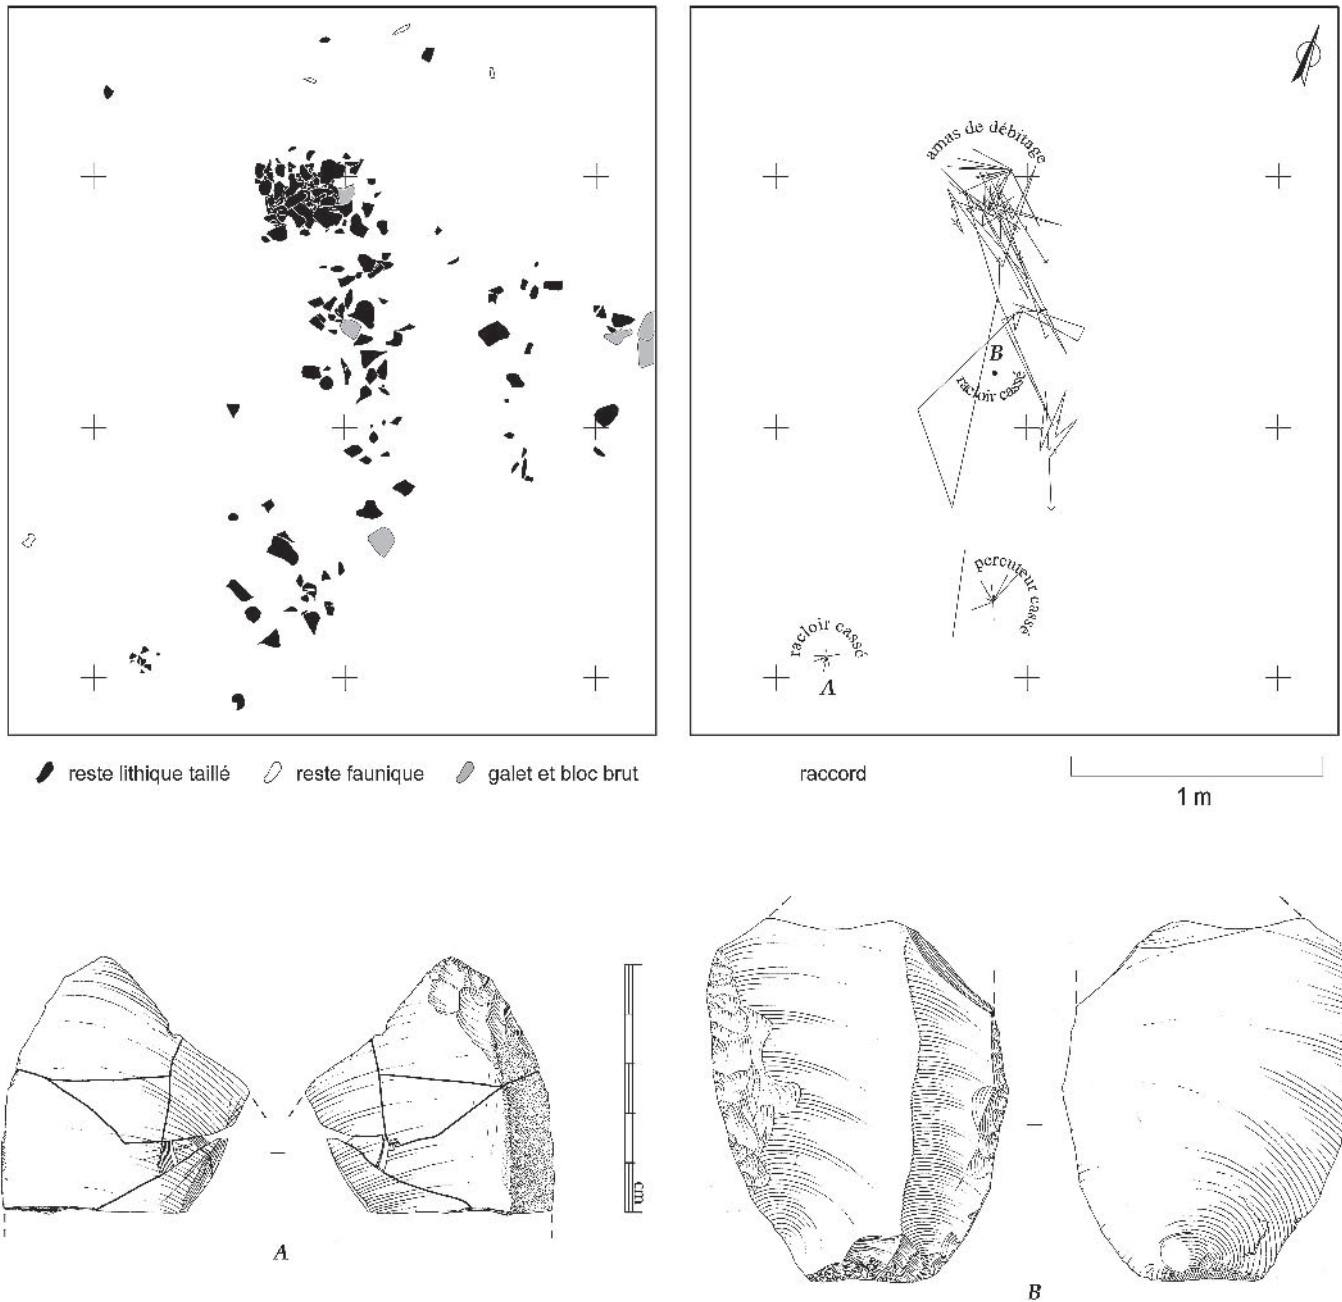 amas de débitage
B
racloir cassé
percuteur cassé
racloir cassé
A
reste lithique taillé
reste faunique
galet et bloc brut
raccord
1 m
cm
A
B